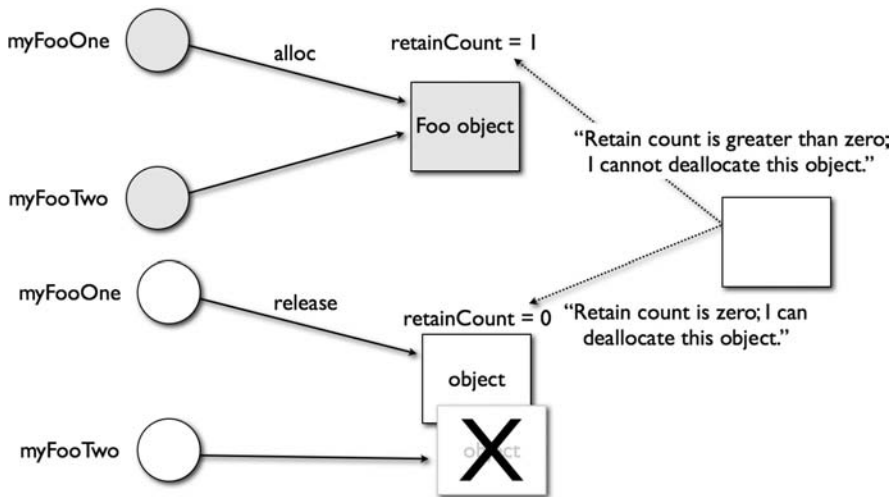 myFooOne
alloc
retainCount = 1
Foo object
“Retain count is greater than zero;
I cannot deallocate this object.”
myFooTwo
myFooOne
release
retainCount = 0
“Retain count is zero; I can
deallocate this object.”
object
myFooTwo
object
X